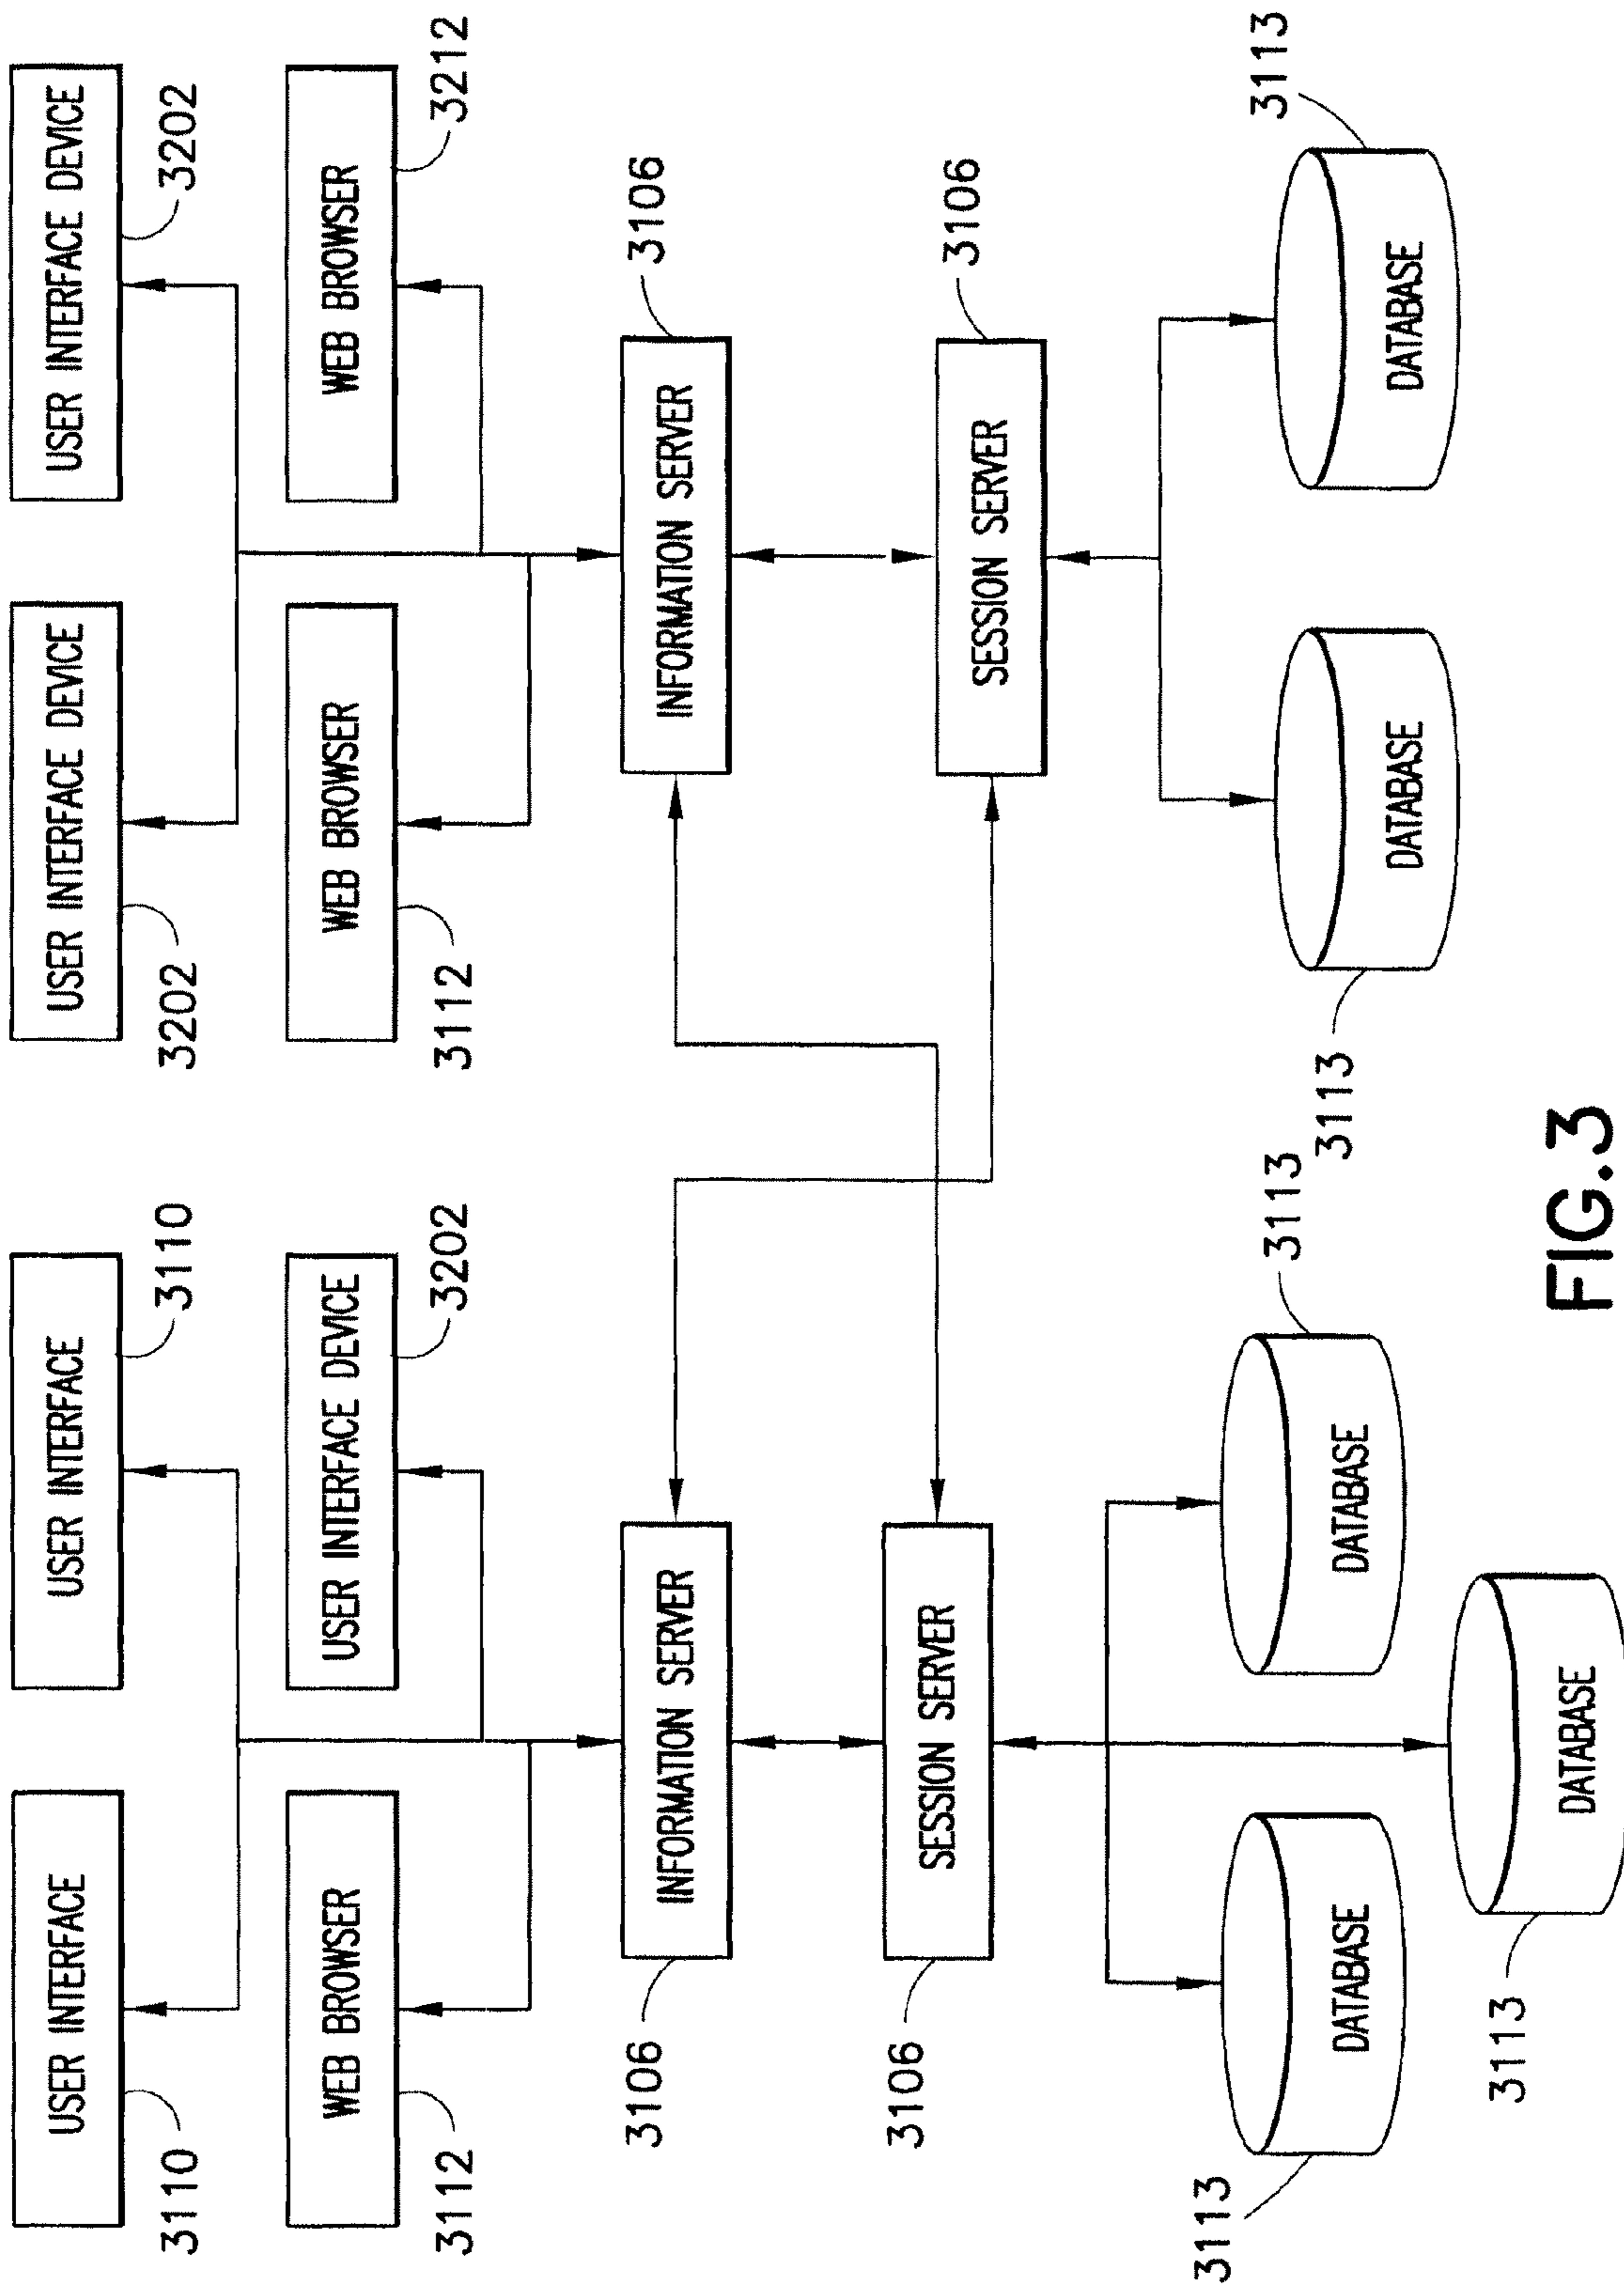 USER INTERFACE
3110
USER INTERFACE
3110
USER INTERFACE DEVICE
3202
USER INTERFACE DEVICE
3202
WEB BROWSER
3112
USER INTERFACE DEVICE
3202
WEB BROWSER
3112
WEB BROWSER
3212
3106
INFORMATION SERVER
INFORMATION SERVER
3106
3106
SESSION SERVER
SESSION SERVER
3106
3113
DATABASE
DATABASE
3113
3113
DATABASE
DATABASE
3113
3113
DATABASE
FIG.3